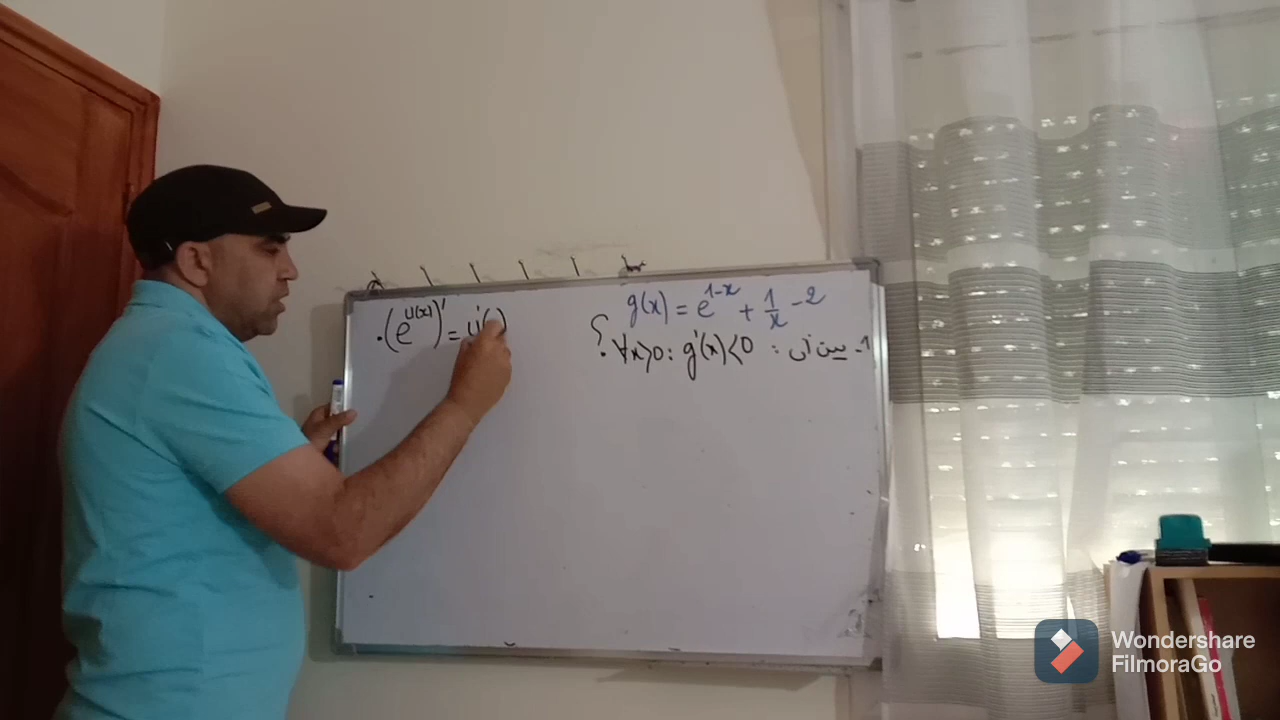 g(x) = e^{1-x} + 1/x - 2
1- بين أن : ∀x>0 : g'(x)<0 ؟
• (e^{u(x)})' = u'( )
Wondershare
FilmoraGo